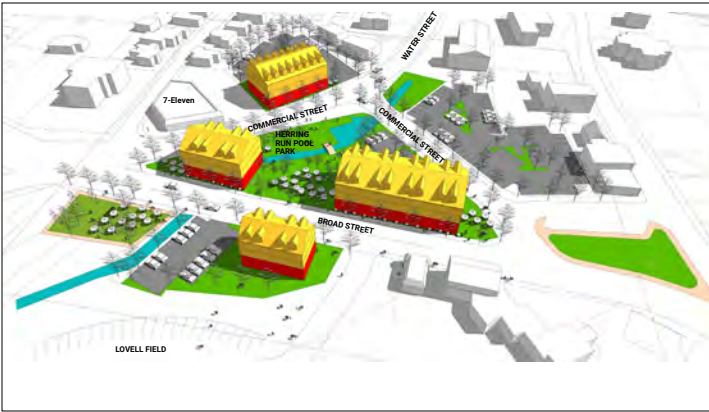 WATER STREET
7-Eleven
COMMERCIAL STREET
COMMERCIAL STREET
HERRING
RUN POOL
PARK
BROAD STREET
LOVELL FIELD